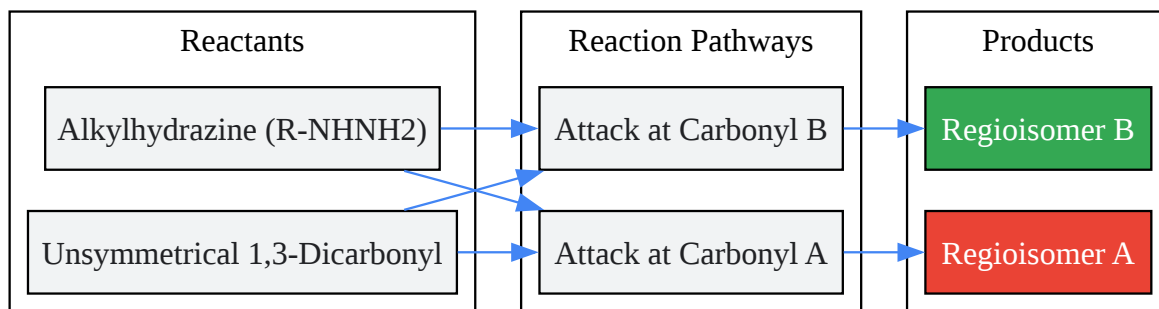 Reactants
Alkylhydrazine (R-NHNH2)
Unsymmetrical 1,3-Dicarbonyl
Reaction Pathways
Attack at Carbonyl B
Attack at Carbonyl A
Products
Regioisomer B
Regioisomer A